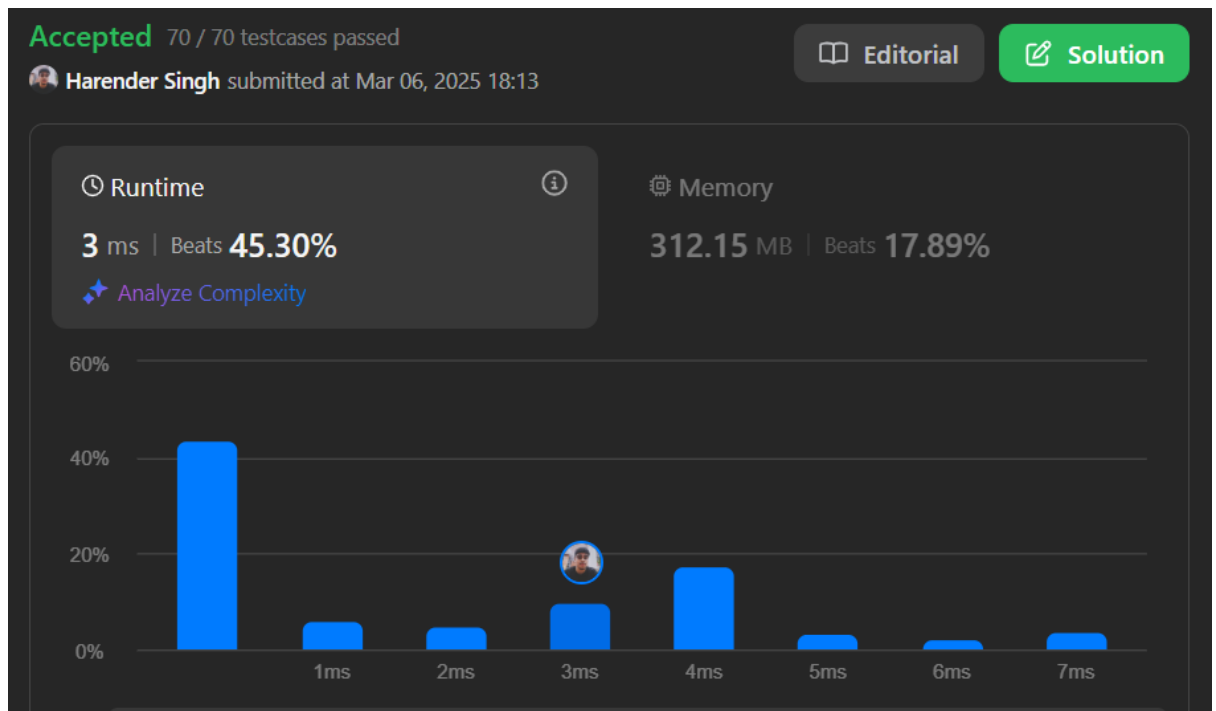 Accepted 70 / 70 testcases passed
Editorial
Solution
Harender Singh submitted at Mar 06, 2025 18:13
Runtime
3 ms | Beats 45.30%
Analyze Complexity
Memory
312.15 MB | Beats 17.89%
60%
40%
20%
0%
1ms 2ms 3ms 4ms 5ms 6ms 7ms